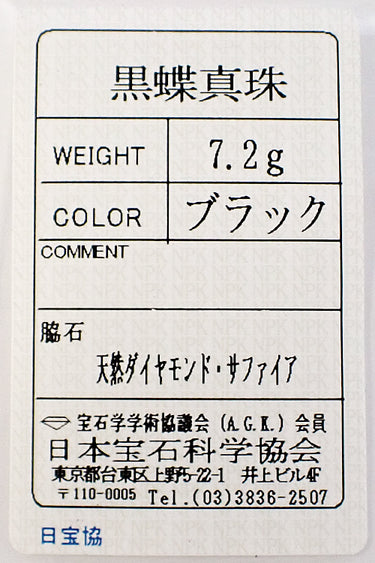 黒蝶真珠
WEIGHT 7.2g
COLOR ブラック
COMMENT
脇石
天然ダイヤモンド・サファイア
宝石学学術協議会(A.G.K.)会員
日本宝石科学協会
東京都台東区上野5-22-1 井上ビル4F
〒110-0005 Tel.(03)3836-2507
日宝協